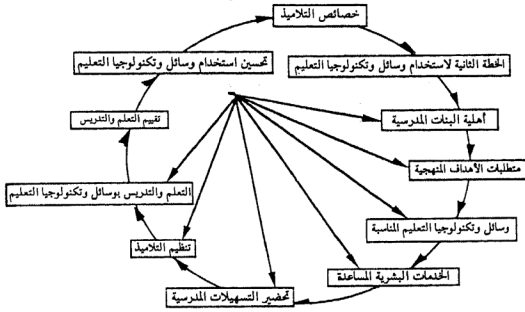 خصائص التلاميذ
الخطة الثانية لاستخدام وسائل وتكنولوجيا التعليم
أهلية البنات المدرسية
متطلبات الأهداف المنهجية
وسائل وتكنولوجيا التعليم المناسبة
الخدمات البشرية المساعدة
تحضير التسهيلات المدرسية
تنظيم التلاميذ
التعلم والتدريس بوسائل وتكنولوجيا التعليم
تقييم التعلم والتدريس
تحسين استخدام وسائل وتكنولوجيا التعليم